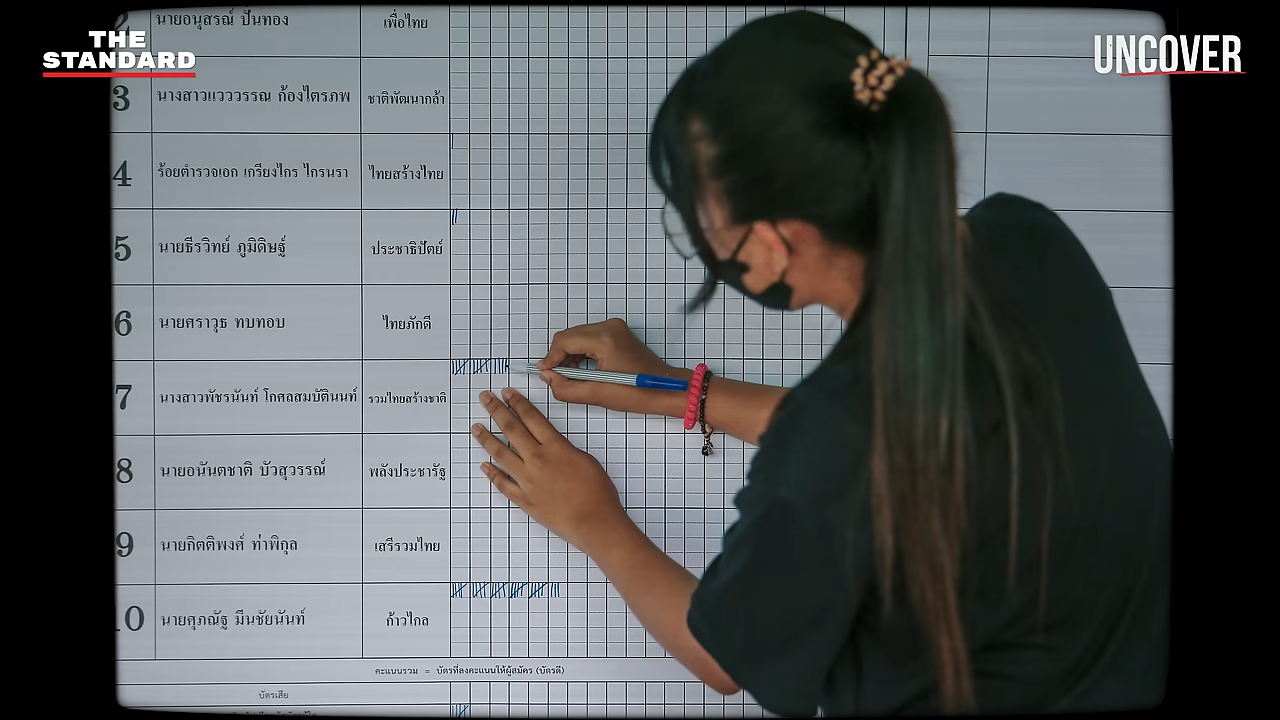 THE
STANDARD
UNCOVER
2 นายอนุสรณ์ ปั้นทอง เพื่อไทย
3 นางสาวแวววรรณ ก้องไตรภพ ชาติพัฒนากล้า
4 ร้อยตำรวจเอก เกรียงไกร ไกรนรา ไทยสร้างไทย
5 นายธีรวิทย์ ภูมิดิษฐ์ ประชาธิปัตย์
6 นายศราวุธ ทบทอบ ไทยภักดี
7 นางสาวพัชรนันท์ โกศลสมบัตินนท์ รวมไทยสร้างชาติ
8 นายอนันตชาติ บัวสุวรรณ์ พลังประชารัฐ
9 นายกิตติพงศ์ ท่าพิกุล เสรีรวมไทย
10 นายศุภณัฐ มีนชัยนันท์ ก้าวไกล
คะแนนรวม = บัตรที่ลงคะแนนให้ผู้สมัคร (บัตรดี)
บัตรเสีย